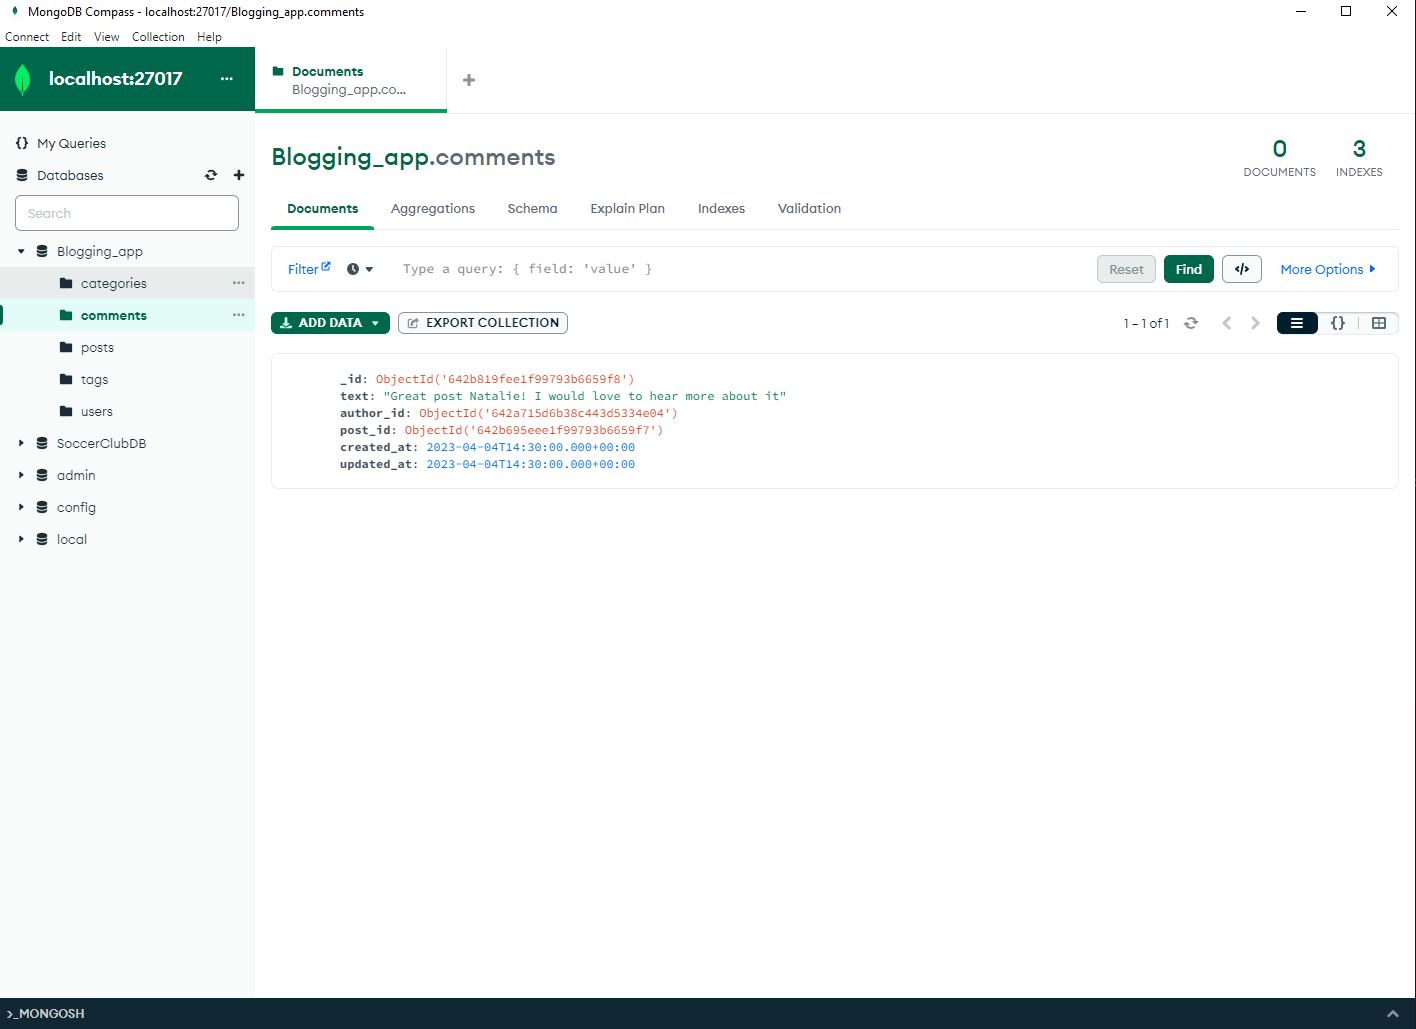 MongoDB Compass - localhost:27017/Blogging_app.comments
Connect Edit View Collection Help
localhost:27017 ...
Documents
Blogging_app.co...
+
{} My Queries
Databases
Search
Blogging_app
categories
comments
posts
tags
users
SoccerClubDB
admin
config
local
Blogging_app.comments
0 3
DOCUMENTS INDEXES
Documents Aggregations Schema Explain Plan Indexes Validation
Filter Type a query: { field: 'value' } Reset Find </> More Options
ADD DATA EXPORT COLLECTION 1 – 1 of 1 {}
_id: ObjectId('642b819fee1f99793b6659f8')
text: "Great post Natalie! I would love to hear more about it"
author_id: ObjectId('642a715d6b38c443d5334e04')
post_id: ObjectId('642b695eee1f99793b6659f7')
created_at: 2023-04-04T14:30:00.000+00:00
updated_at: 2023-04-04T14:30:00.000+00:00
>_MONGOSH